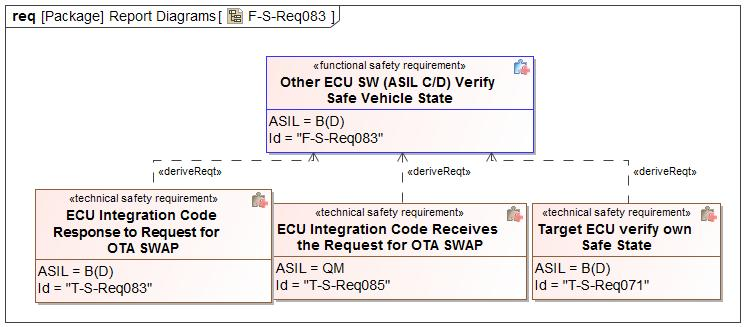 req [Package] Report Diagrams [ F-S-Req083 ]
«functional safety requirement»
Other ECU SW (ASIL C/D) Verify
Safe Vehicle State
ASIL = B(D)
Id = "F-S-Req083"
«deriveReqt»
«deriveReqt»
«deriveReqt»
«technical safety requirement»
ECU Integration Code
Response to Request for
OTA SWAP
ASIL = B(D)
Id = "T-S-Req083"
«technical safety requirement»
ECU Integration Code Receives
the Request for OTA SWAP
ASIL = QM
Id = "T-S-Req085"
«technical safety requirement»
Target ECU verify own
Safe State
ASIL = B(D)
Id = "T-S-Req071"